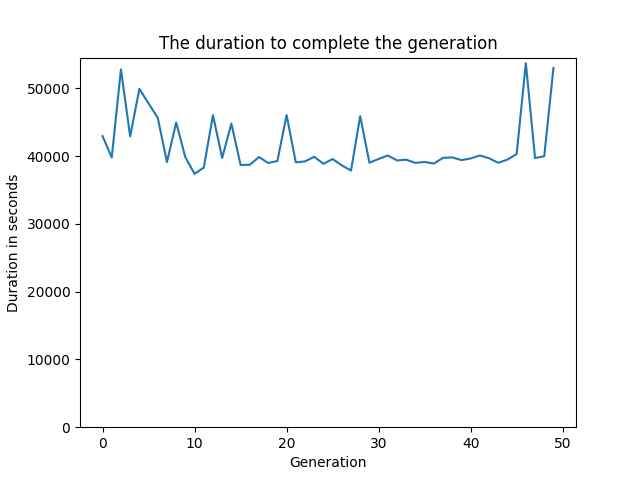 The duration to complete the generation
50000
40000
30000
20000
10000
0
Duration in seconds
0 10 20 30 40 50
Generation